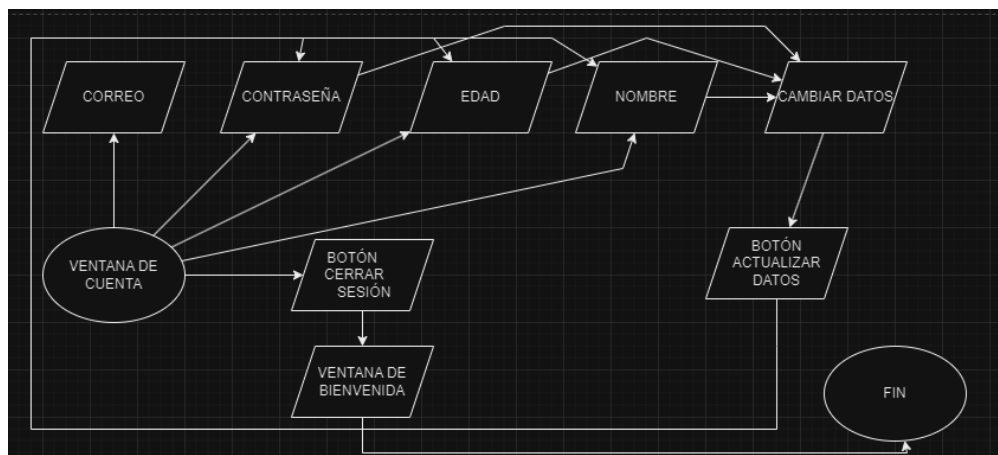 CORREO
CONTRASEÑA
EDAD
NOMBRE
CAMBIAR DATOS
VENTANA DE
CUENTA
BOTÓN
CERRAR
SESIÓN
BOTÓN
ACTUALIZAR
DATOS
VENTANA DE
BIENVENIDA
FIN